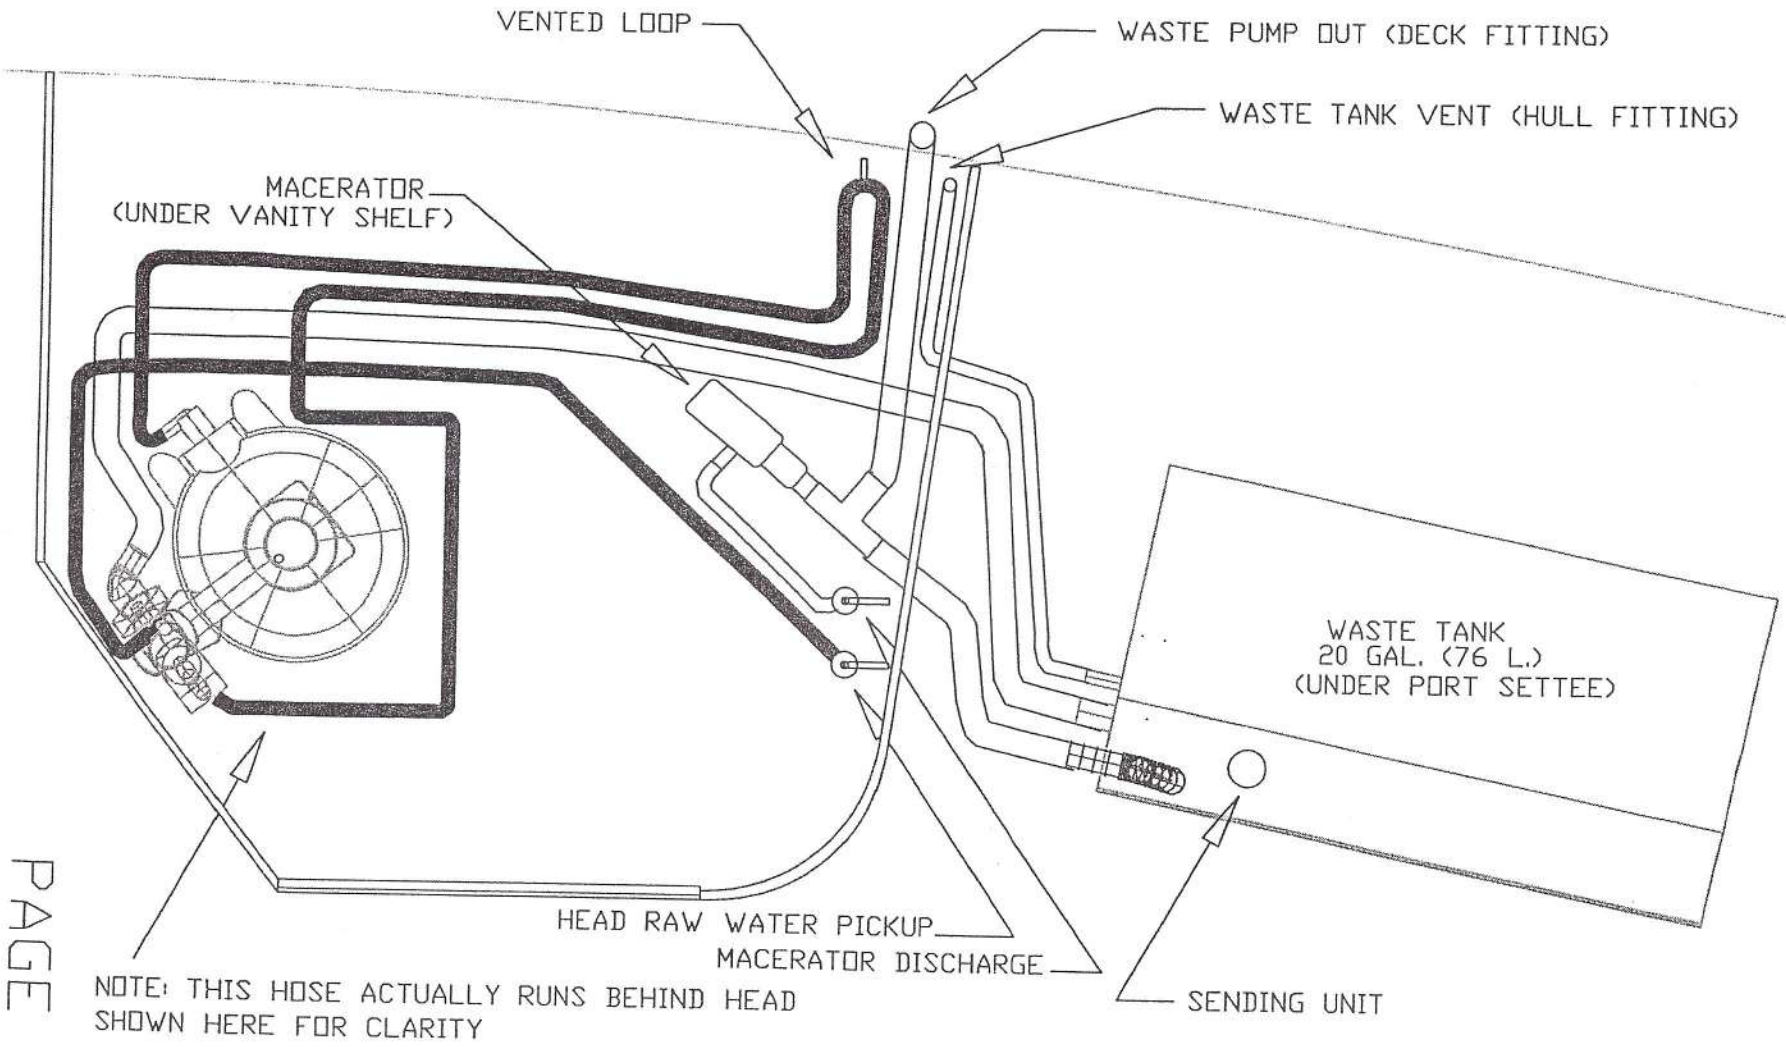 VENTED LOOP
WASTE PUMP OUT (DECK FITTING)
WASTE TANK VENT (HULL FITTING)
MACERATOR
(UNDER VANITY SHELF)
WASTE TANK
20 GAL. (76 L.)
(UNDER PORT SETTEE)
HEAD RAW WATER PICKUP
MACERATOR DISCHARGE
SENDING UNIT
NOTE: THIS HOSE ACTUALLY RUNS BEHIND HEAD
SHOWN HERE FOR CLARITY
PAGE